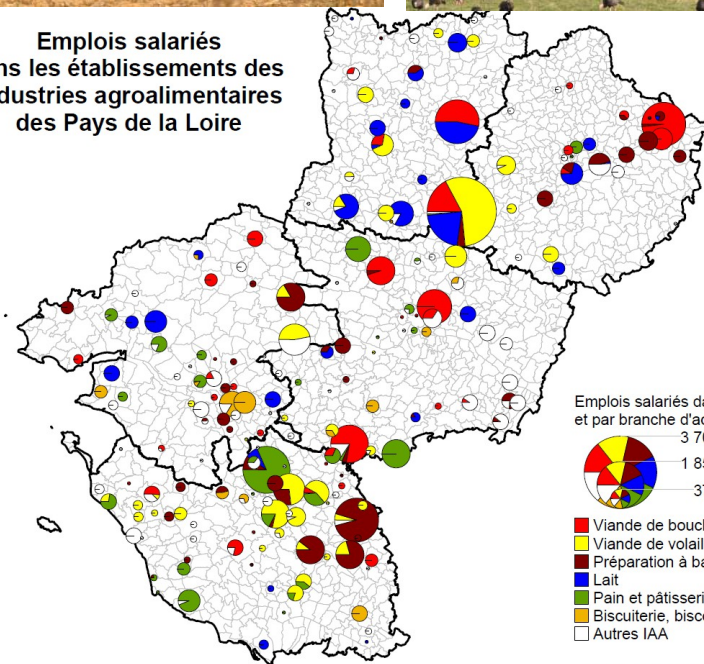 Emplois salariés
ns les établissements des
dustries agroalimentaires
des Pays de la Loire
Emplois salariés da
et par branche d'ac
3 70
1 85
37
Viande de bouch
Viande de volail
Préparation à ba
Lait
Pain et pâtisseri
Biscuiterie, bisco
Autres IAA